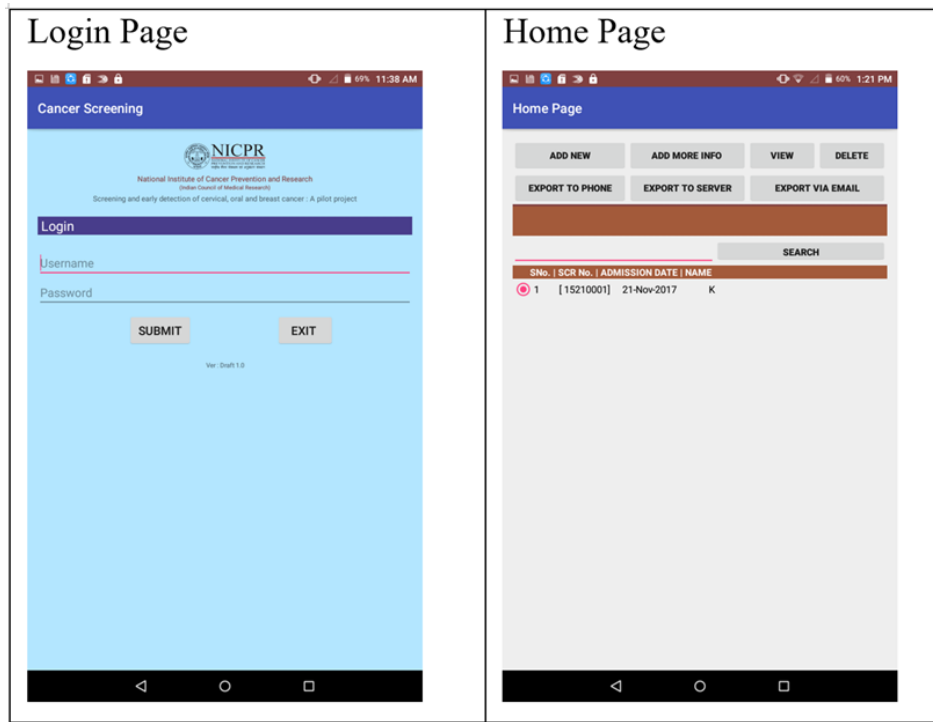 Login Page
69% 11:38 AM
Cancer Screening
NICPR
National Institute of Cancer Prevention and Research
(Indian Council of Medical Research)
Screening and early detection of cervical, oral and breast cancer : A pilot project
Login
Username
Password
SUBMIT EXIT
Ver : Draft 1.0
Home Page
60% 1:21 PM
Home Page
ADD NEW ADD MORE INFO VIEW DELETE
EXPORT TO PHONE EXPORT TO SERVER EXPORT VIA EMAIL
SEARCH
SNo. | SCR No. | ADMISSION DATE | NAME
1 [ 15210001] 21-Nov-2017 K